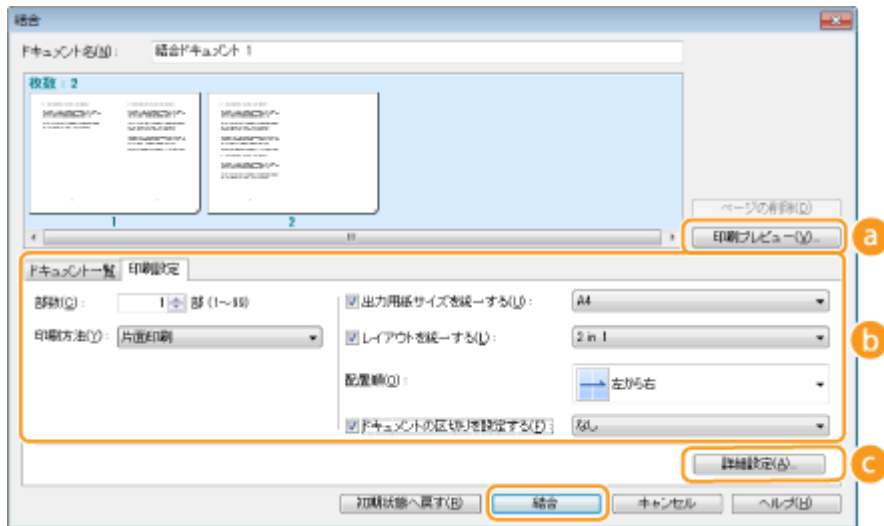 結合
ドキュメント名(N): 結合ドキュメント 1
枚数 : 2
1 2
ページの削除(D)
印刷プレビュー(V)... a
ドキュメント一覧 印刷設定
部数(C): 1 部 (1~99) 出力用紙サイズを統一する(U): A4
印刷方法(Y): 片面印刷 レイアウトを統一する(L): 2 in 1
b
配置順(O): 左から右
ドキュメントの区切りを設定する(F): なし
詳細設定(A)... c
初期状態へ戻す(R) 結合 キャンセル ヘルプ(H)